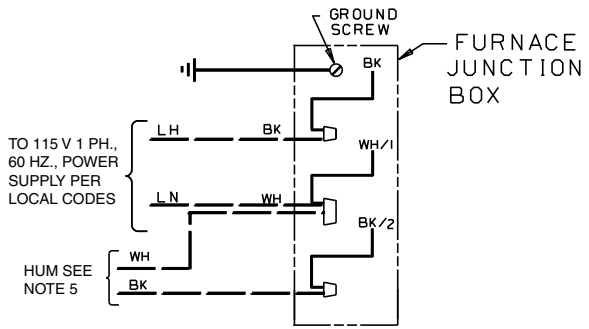 GROUND
SCREW
FURNACE
JUNCTION
BOX
BK
LH
BK
TO 115 V 1 PH.,
60 HZ., POWER
SUPPLY PER
LOCAL CODES
WH/1
LN
WH
BK/2
WH
HUM SEE
NOTE 5
BK